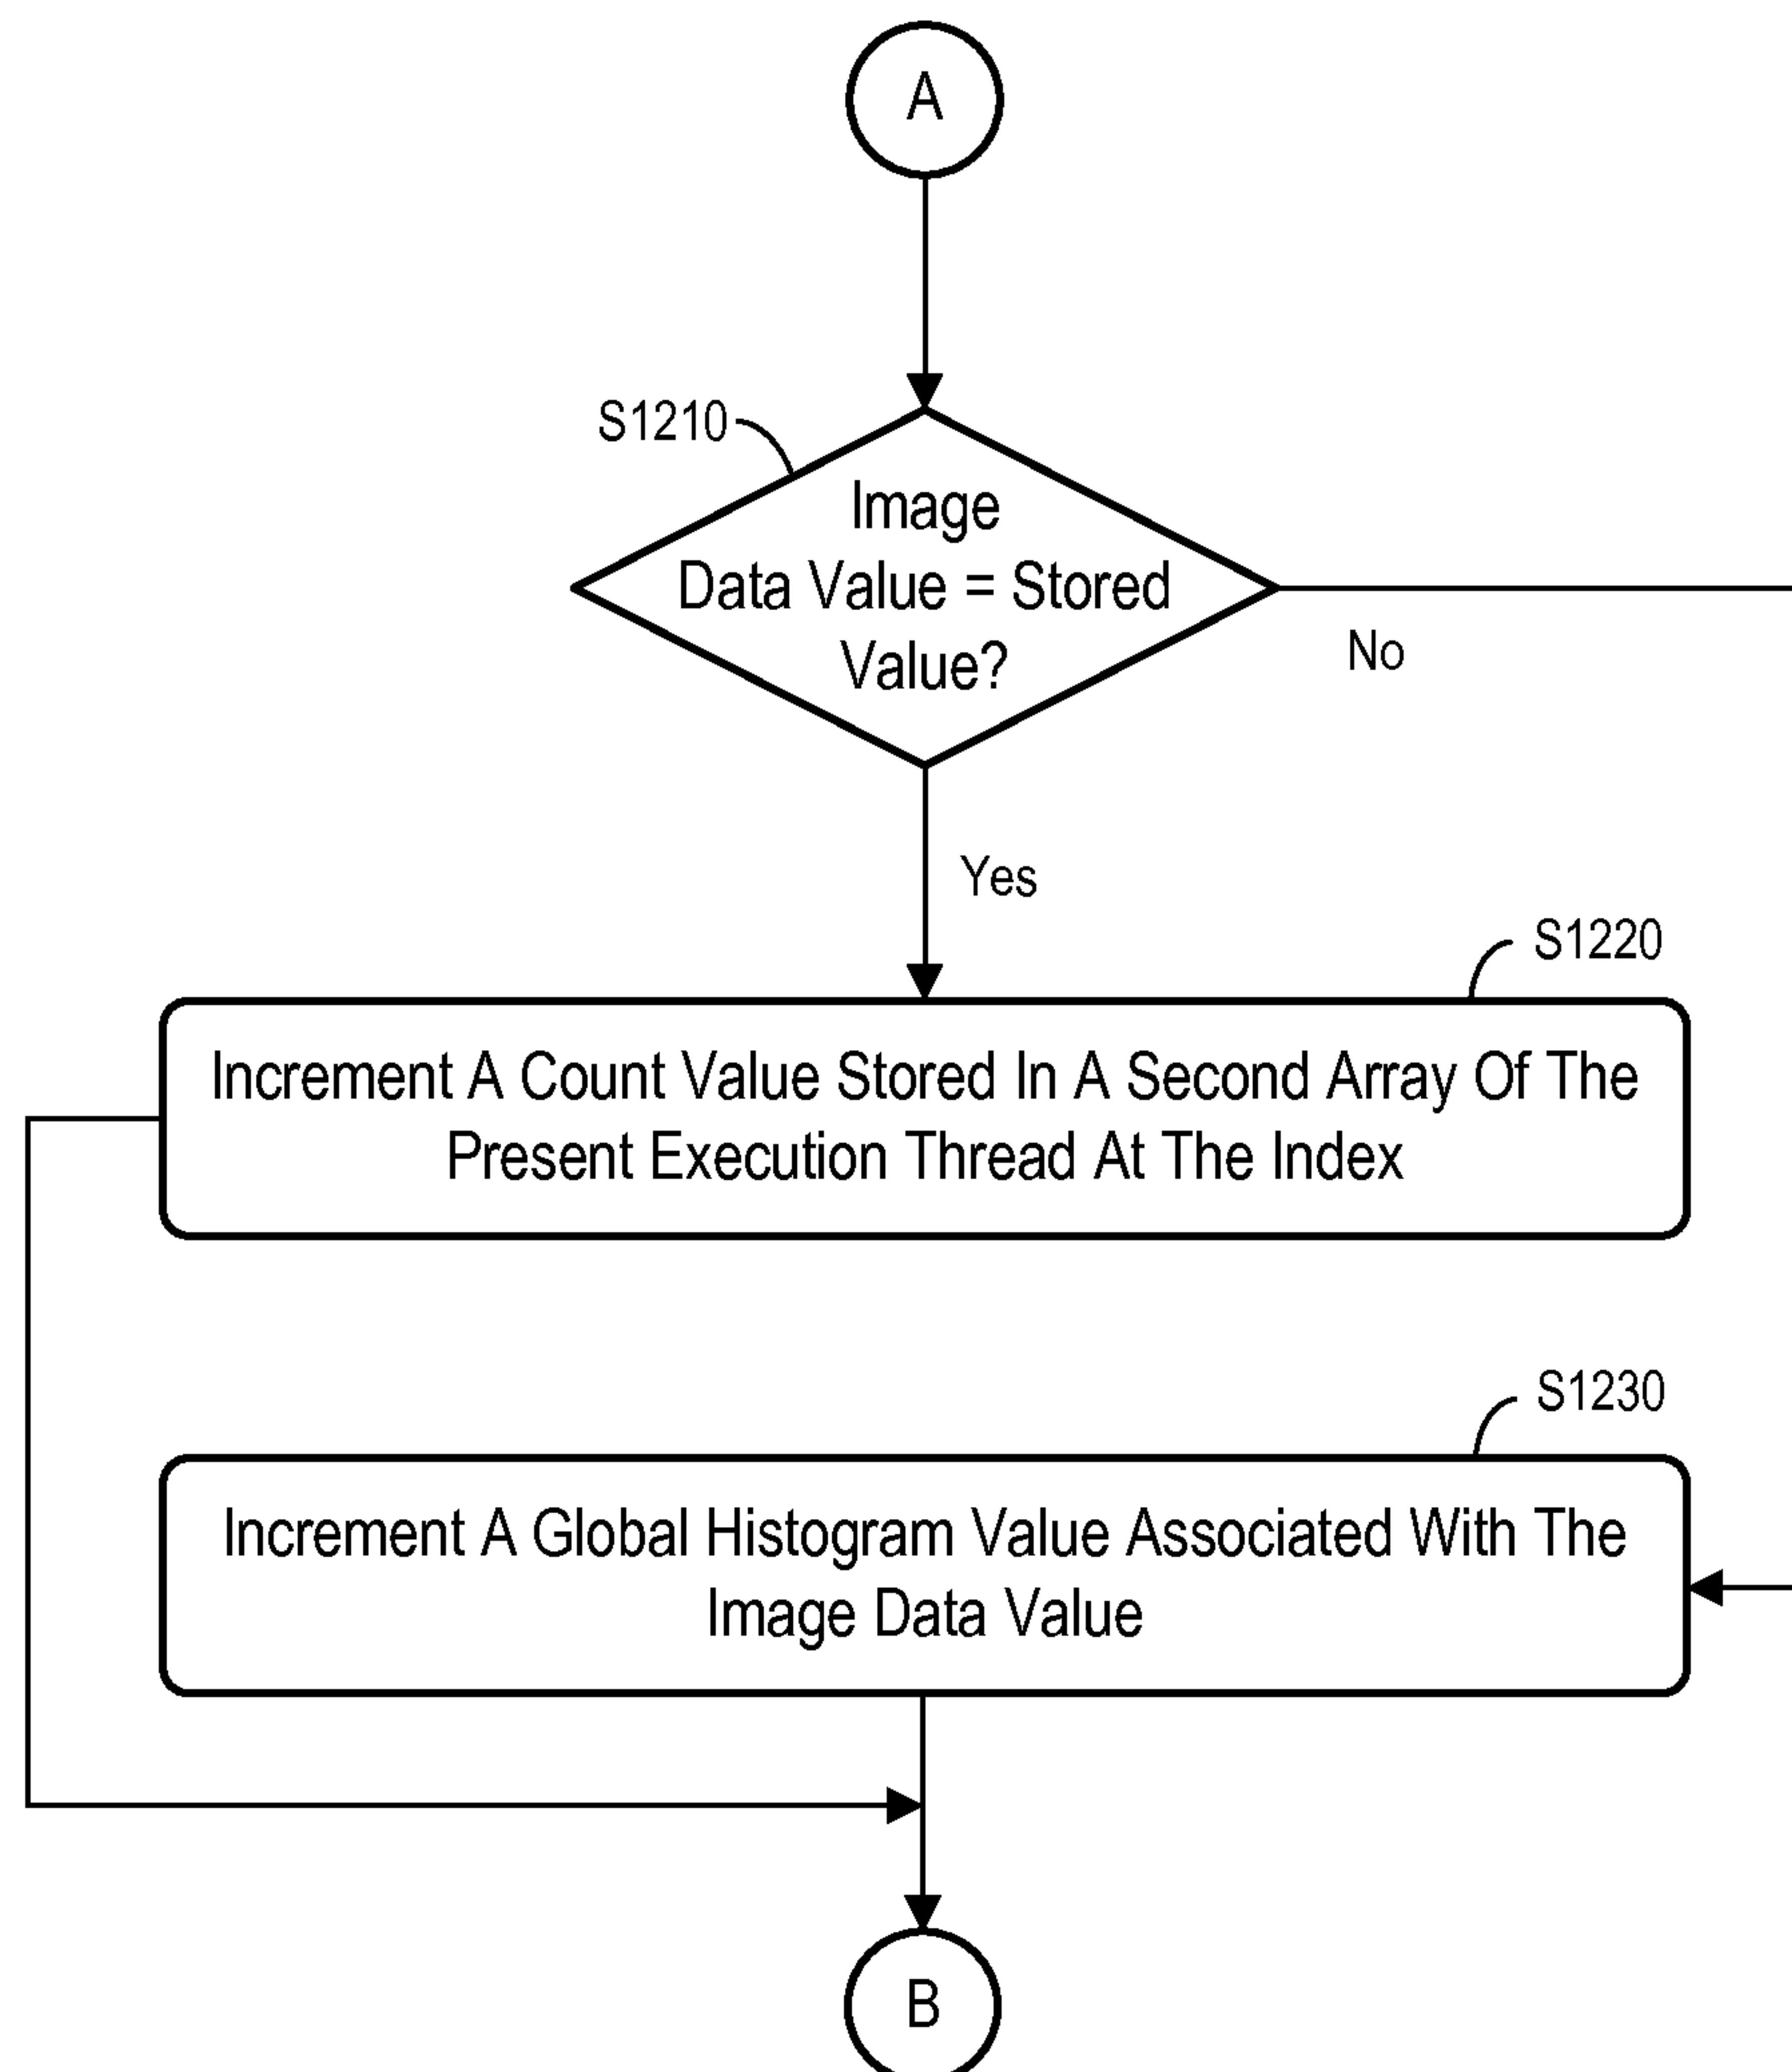 A
S1210
Image
Data Value = Stored
Value?
No
Yes
S1220
Increment A Count Value Stored In A Second Array Of The
Present Execution Thread At The Index
S1230
Increment A Global Histogram Value Associated With The
Image Data Value
B